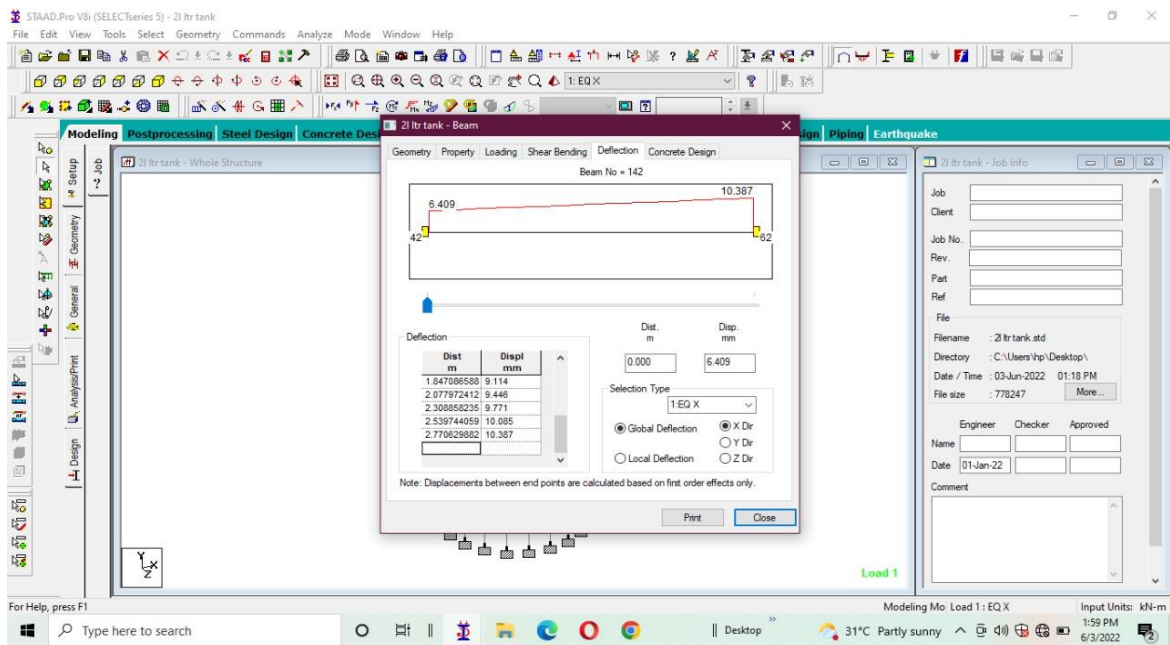 STAAD.Pro V8i (SELECTseries 5) - 2l ltr tank
File Edit View Tools Select Geometry Commands Analyze Mode Window Help
1: EQ X
Modeling Postprocessing Steel Design Concrete Des ign Piping Earthquake
2l ltr tank - Whole Structure
Setup
Job
Geometry
General
Analysis/Print
Design
Load 1
2l ltr tank - Beam
Geometry Property Loading Shear Bending Deflection Concrete Design
Beam No = 142
6.409
10.387
42
62
Deflection
Dist m Displ mm
1.847086588 9.114
2.077972412 9.446
2.308858235 9.771
2.539744059 10.085
2.770629882 10.387
Dist. m Disp. mm
0.000 6.409
Selection Type
1:EQ X
Global Deflection
Local Deflection
X Dir
Y Dir
Z Dir
Note: Displacements between end points are calculated based on first order effects only.
Print Close
2l ltr tank - Job Info
Job
Client
Job No.
Rev.
Part
Ref
File
Filename : 2l ltr tank.std
Directory : C:\Users\hp\Desktop\
Date / Time : 03-Jun-2022 01:18 PM
File size : 778247 More...
Engineer Checker Approved
Name
Date 01-Jan-22
Comment
Y
X
Z
For Help, press F1
Modeling Mo Load 1 : EQ X Input Units: kN-m
Type here to search
Desktop
31°C Partly sunny
1:59 PM
6/3/2022
2